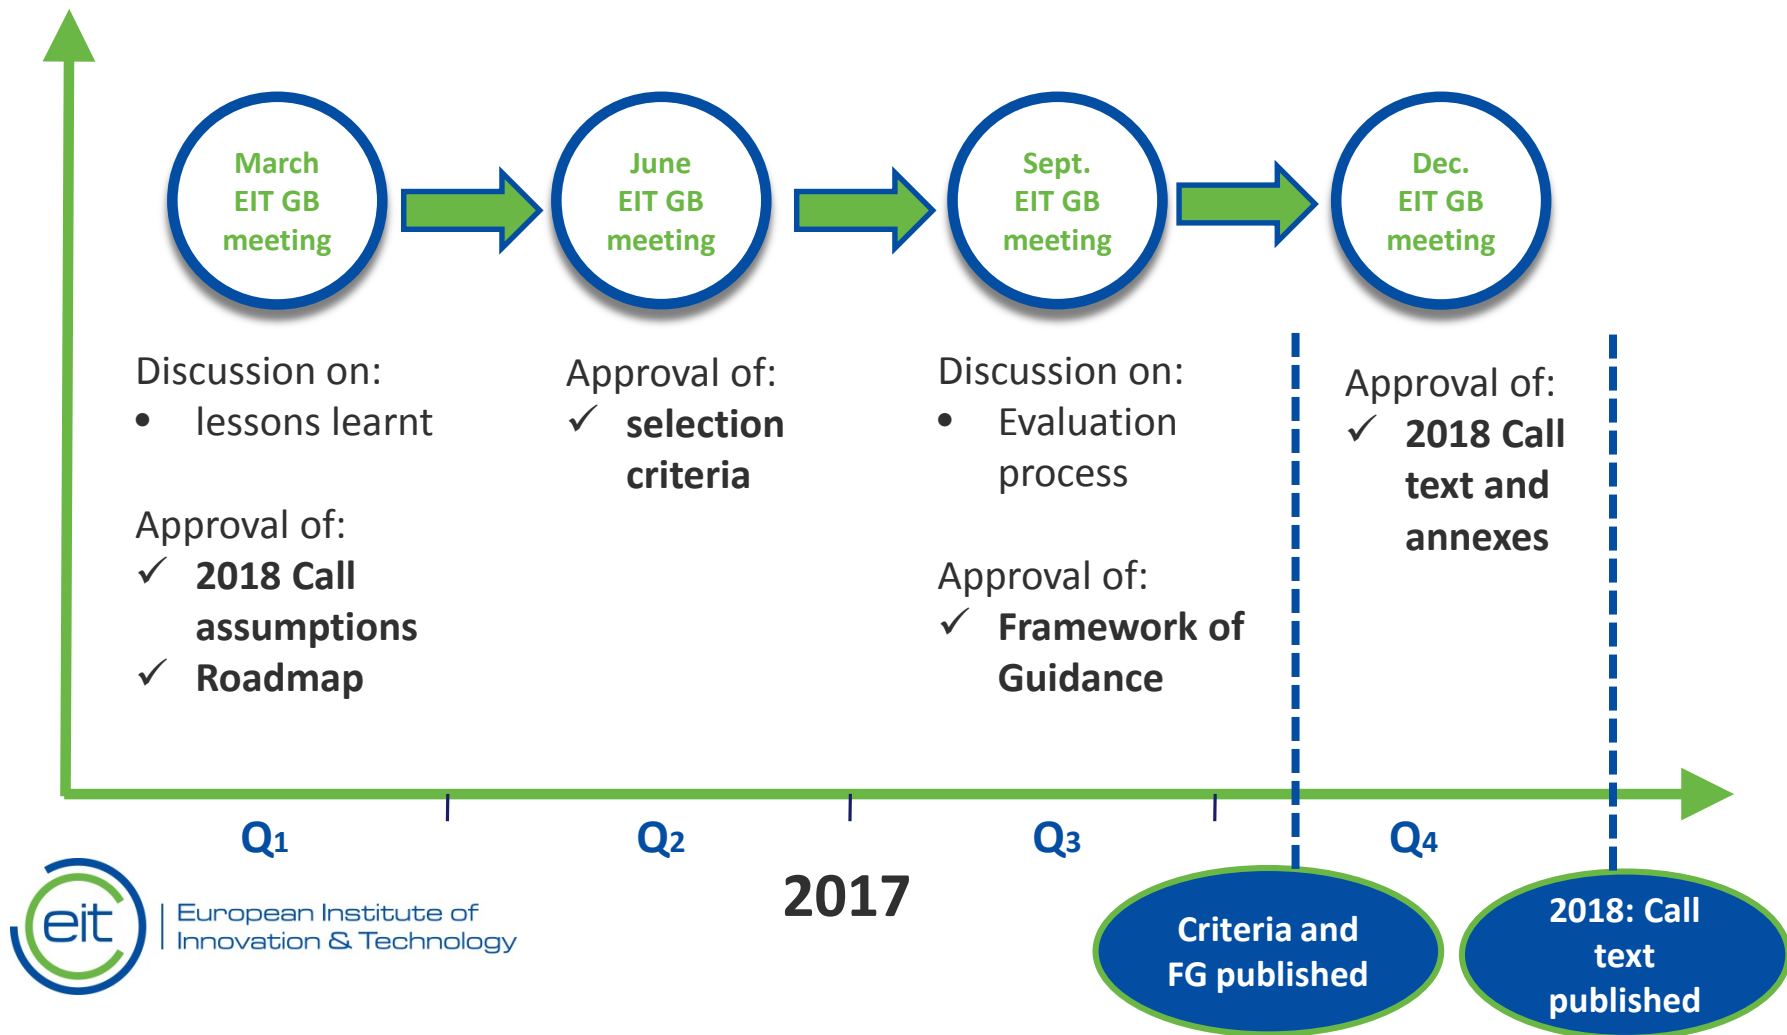 March
EIT GB
meeting
June
EIT GB
meeting
Sept.
EIT GB
meeting
Dec.
EIT GB
meeting
Discussion on:
• lessons learnt
Approval of:
✓ 2018 Call
assumptions
✓ Roadmap
Approval of:
✓ selection
criteria
Discussion on:
• Evaluation
process
Approval of:
✓ Framework of
Guidance
Approval of:
✓ 2018 Call
text and
annexes
Q1
Q2
Q3
Q4
2017
Criteria and
FG published
2018: Call
text
published
eit
European Institute of
Innovation & Technology